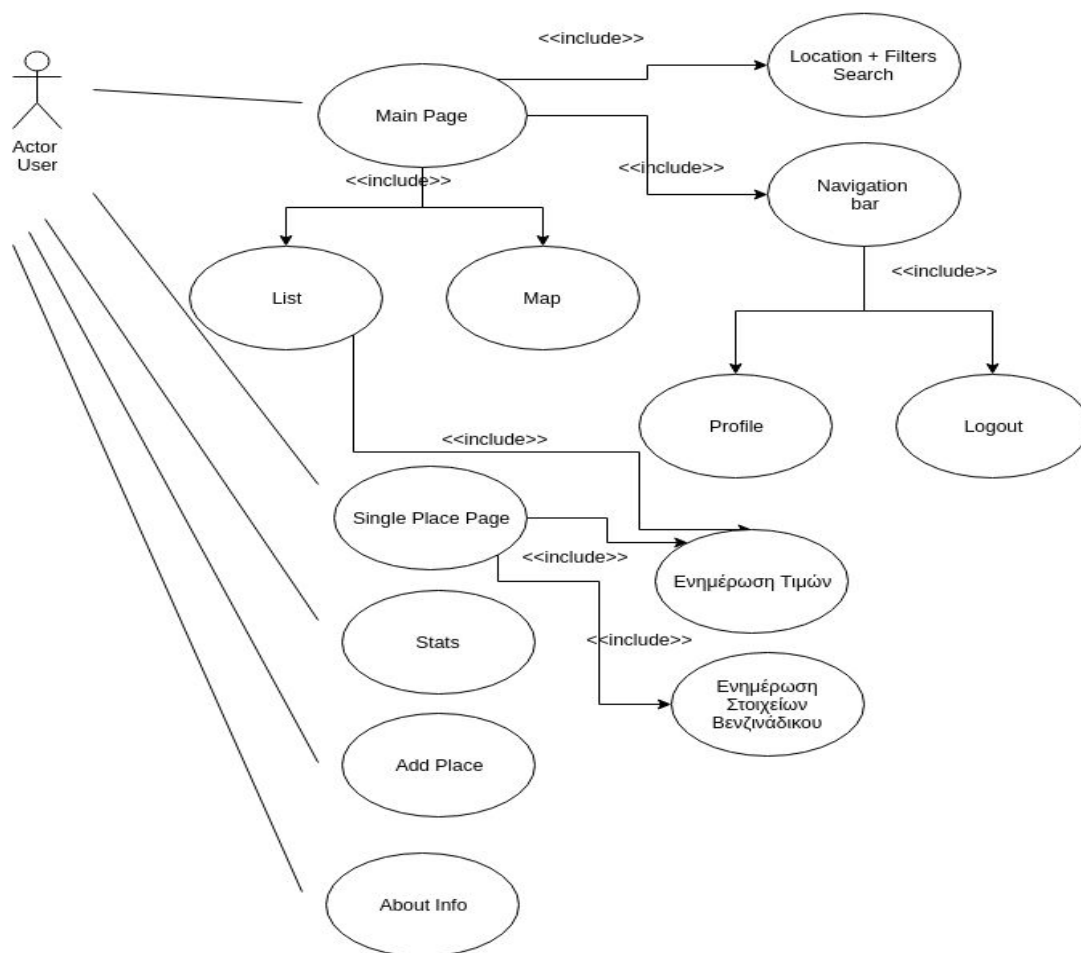 <<include>>
Location + Filters
Search
Actor
User
Main Page
<<include>>
<<include>>
Navigation
bar
<<include>>
List
Map
Profile
Logout
<<include>>
Single Place Page
<<include>>
Ενημέρωση Τιμών
Stats
<<include>>
Ενημέρωση
Στοιχείων
Βενζινάδικου
Add Place
About Info